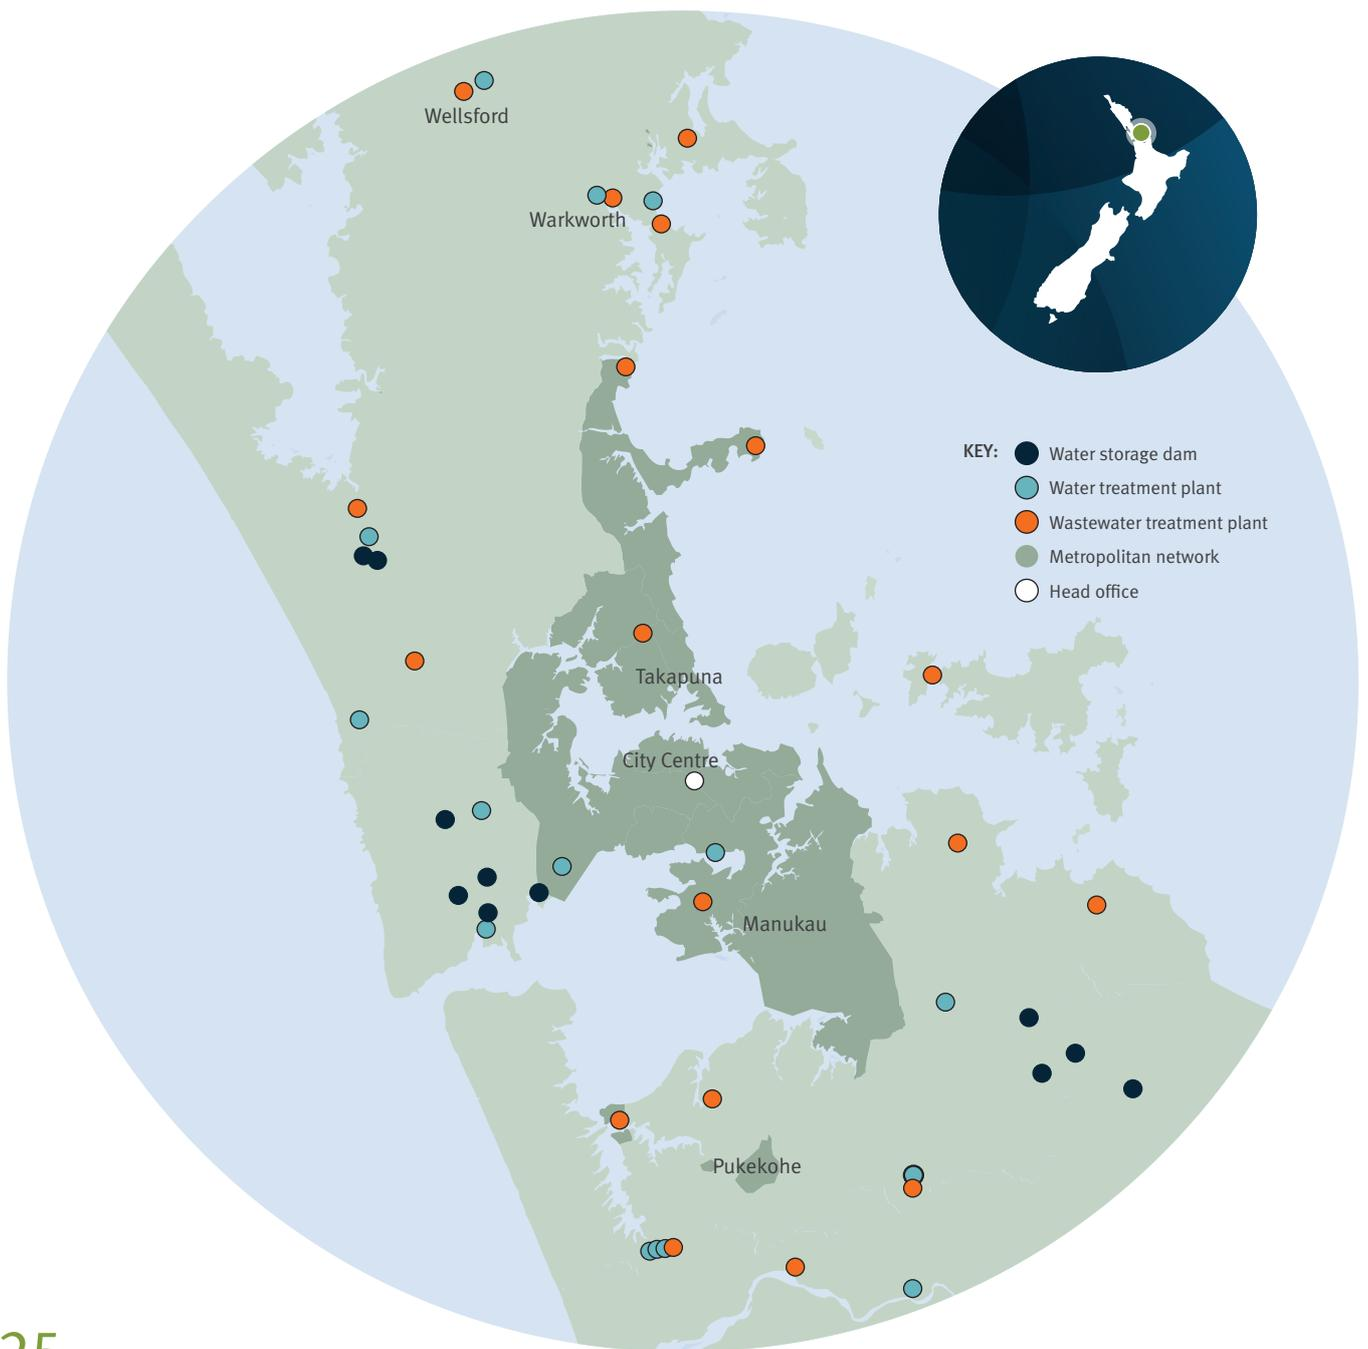 Wellsford
Warkworth
KEY:
Water storage dam
Water treatment plant
Wastewater treatment plant
Metropolitan network
Head office
Takapuna
City Centre
Manukau
Pukekohe